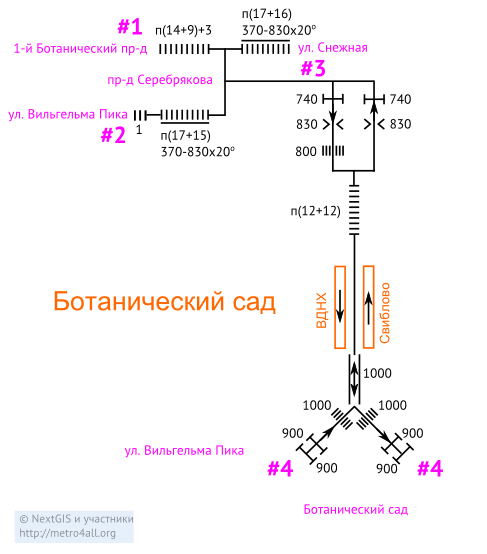 #1
п(14+9)+3
п(17+16)
1-й Ботанический пр-д
370-830x20°
ул. Снежная
#3
пр-д Серебрякова
740
740
ул. Вильгельма Пика
830
830
#2
1
п(17+15)
370-830x20°
800
п(12+12)
Ботанический сад
ВДНХ
Свиблово
1000
1000
1000
900
900
ул. Вильгельма Пика
#4
900
900
#4
Ботанический сад
© NextGIS и участники
http://metro4all.org